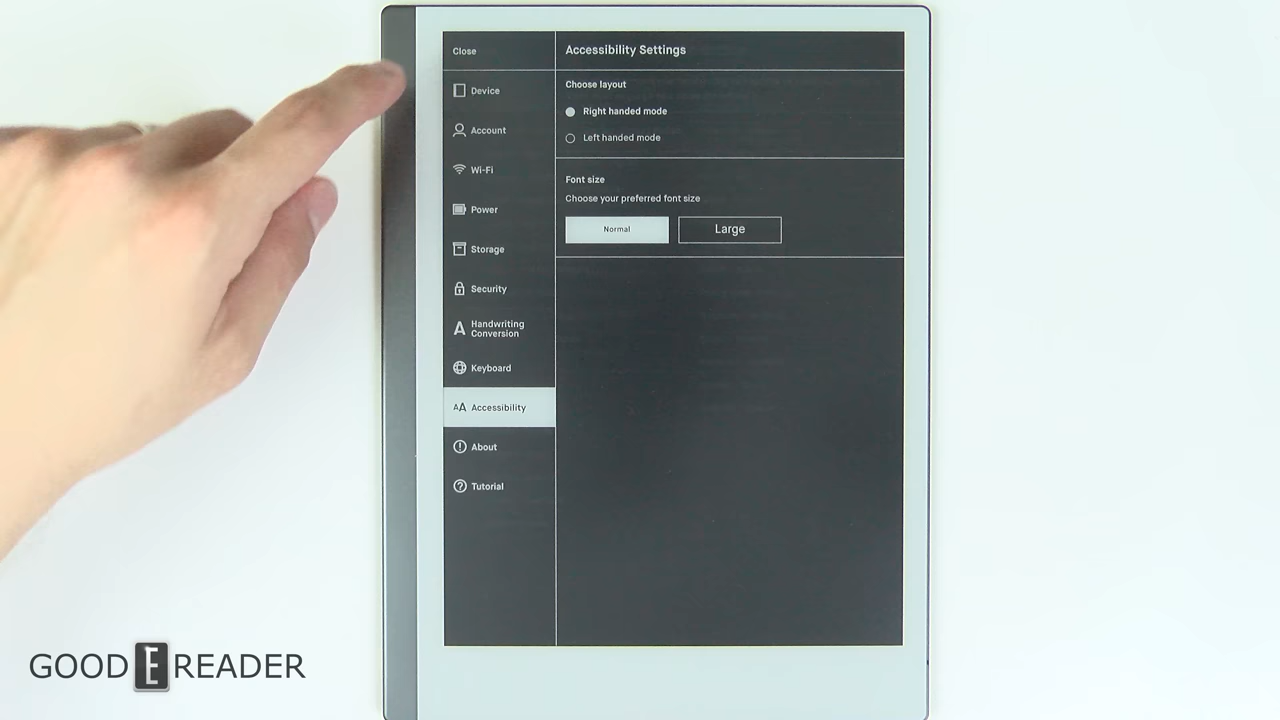 Close
Accessibility Settings
Device
Account
Wi-Fi
Power
Storage
Security
Handwriting
Conversion
Keyboard
AA Accessibility
About
Tutorial
Choose layout
Right handed mode
Left handed mode
Font size
Choose your preferred font size
Normal
Large
GOOD E READER